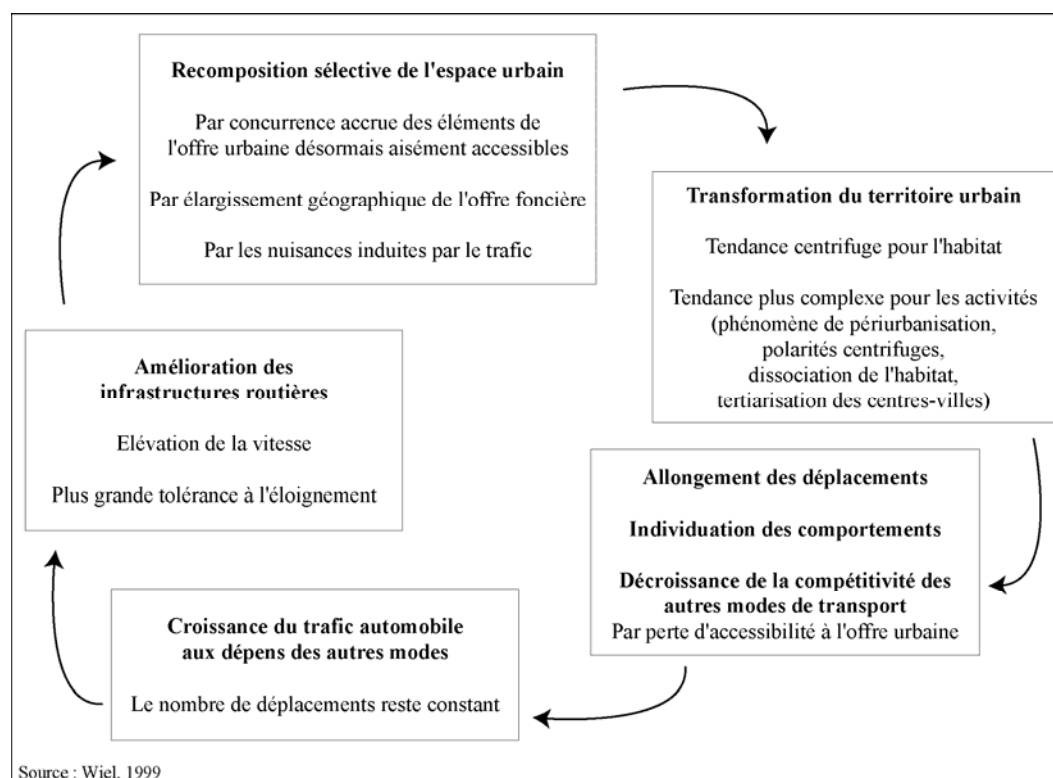 Recomposition sélective de l'espace urbain
Par concurrence accrue des éléments de
l'offre urbaine désormais aisément accessibles
Par élargissement géographique de l'offre foncière
Par les nuisances induites par le trafic
Transformation du territoire urbain
Tendance centrifuge pour l'habitat
Tendance plus complexe pour les activités
(phénomène de périurbanisation,
polarités centrifuges,
dissociation de l'habitat,
tertiarisation des centres-villes)
Allongement des déplacements
Individuation des comportements
Décroissance de la compétitivité des
autres modes de transport
Par perte d'accessibilité à l'offre urbaine
Croissance du trafic automobile
aux dépens des autres modes
Le nombre de déplacements reste constant
Amélioration des
infrastructures routières
Elévation de la vitesse
Plus grande tolérance à l'éloignement
Source : Wiel, 1999